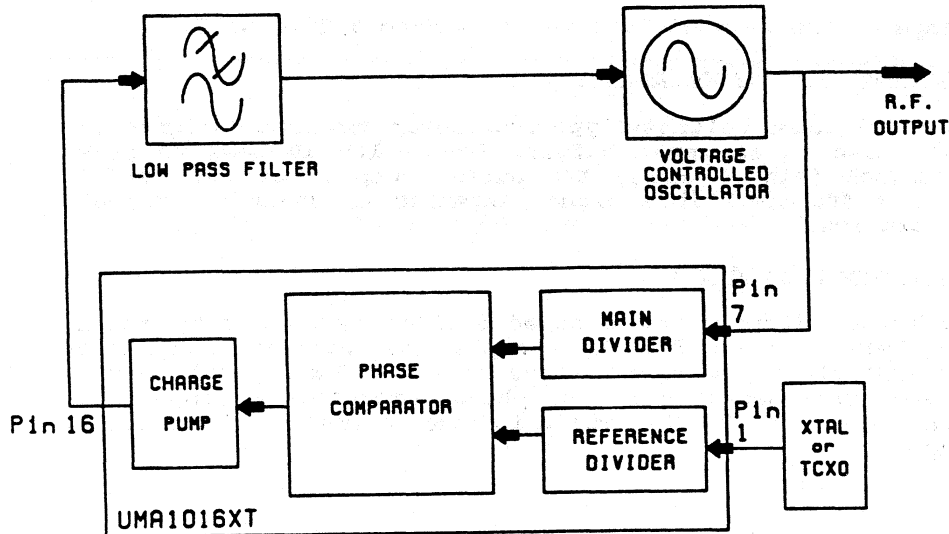 R.F.
OUTPUT
LOW PASS FILTER
VOLTAGE
CONTROLLED
OSCILLATOR
Pin
7
MAIN
DIVIDER
PHASE
COMPARATOR
CHARGE
PUMP
Pin 16
Pin
1
REFERENCE
DIVIDER
XTAL
or
TCXO
UMA1016XT